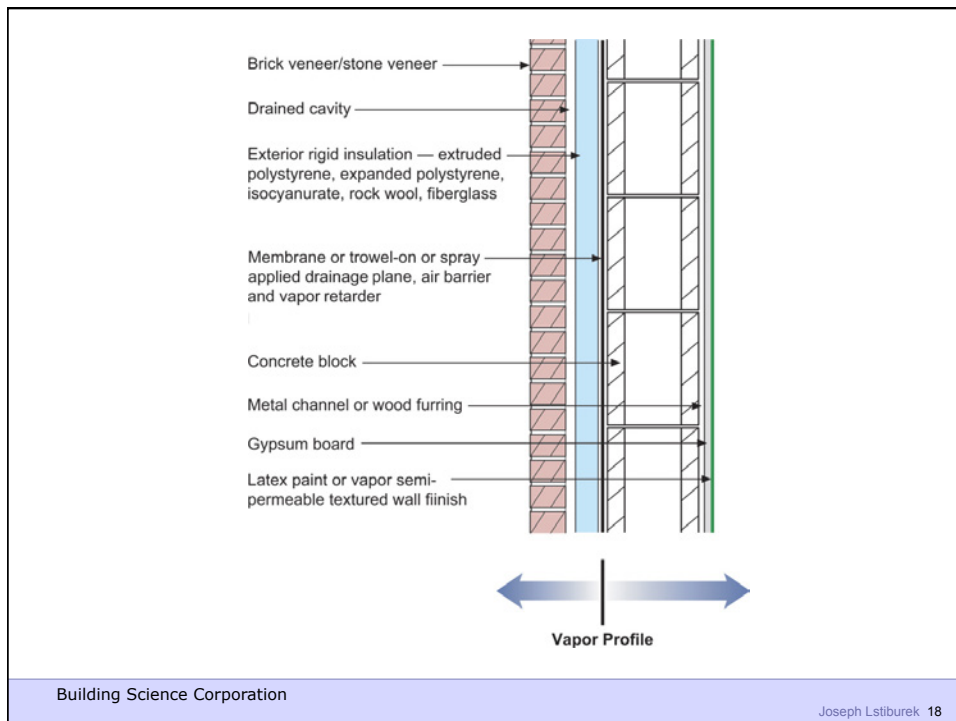 Brick veneer/stone veneer
Drained cavity
Exterior rigid insulation — extruded
polystyrene, expanded polystyrene,
isocyanurate, rock wool, fiberglass
Membrane or trowel-on or spray
applied drainage plane, air barrier
and vapor retarder
Concrete block
Metal channel or wood furring
Gypsum board
Latex paint or vapor semi-
permeable textured wall fiinish
Vapor Profile
Building Science Corporation
Joseph Lstiburek 18